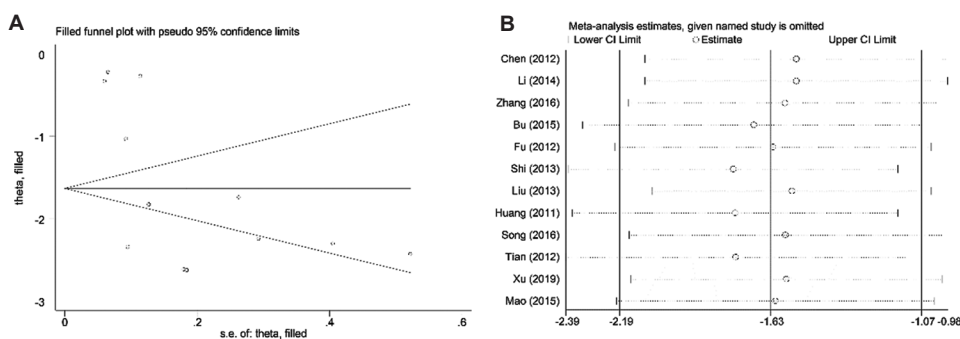 A
Filled funnel plot with pseudo 95% confidence limits
theta, filled
0
-1
-2
-3
0
.2
.4
.6
s.e. of: theta, filled
B
Meta-analysis estimates, given named study is omitted
Lower CI Limit Estimate Upper CI Limit
Chen (2012)
Li (2014)
Zhang (2016)
Bu (2015)
Fu (2012)
Shi (2013)
Liu (2013)
Huang (2011)
Song (2016)
Tian (2012)
Xu (2019)
Mao (2015)
-2.39 -2.19 -1.63 -1.07 -0.98